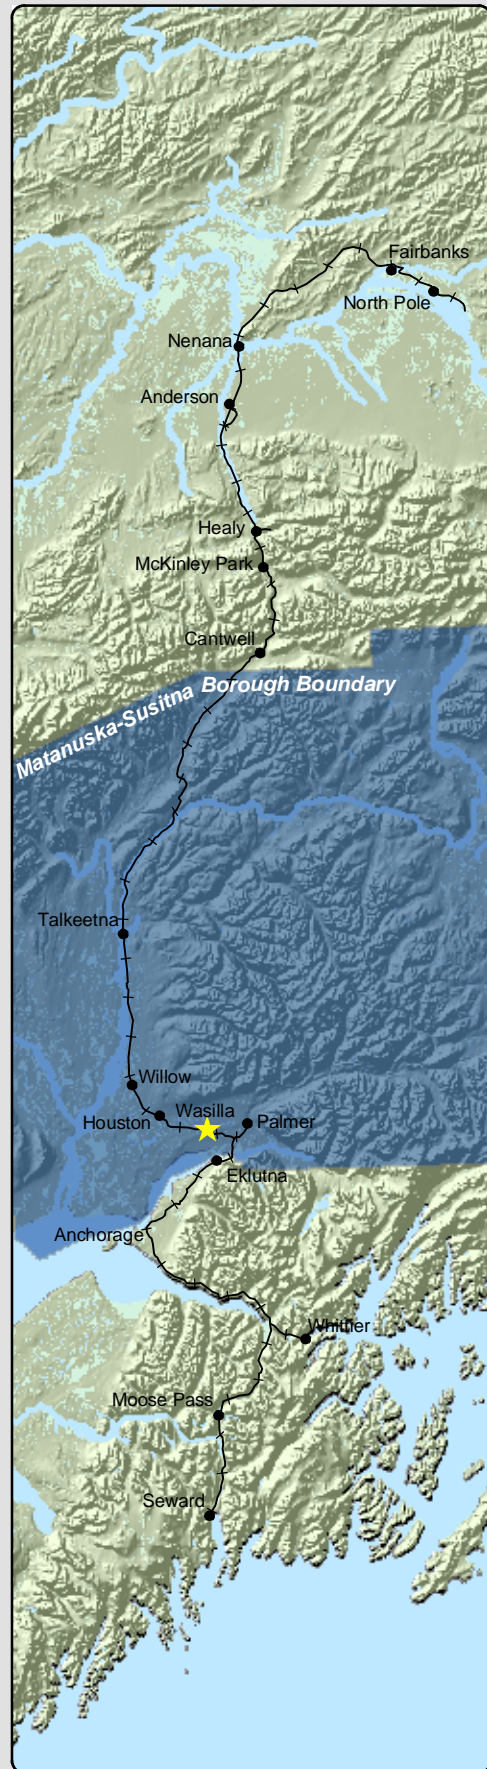 Fairbanks
North Pole
Nenana
Anderson
Healy
McKinley Park
Cantwell
Matanuska-Susitna Borough Boundary
Talkeetna
Willow
Wasilla
Houston
Palmer
Eklutna
Anchorage
Whittier
Moose Pass
Seward